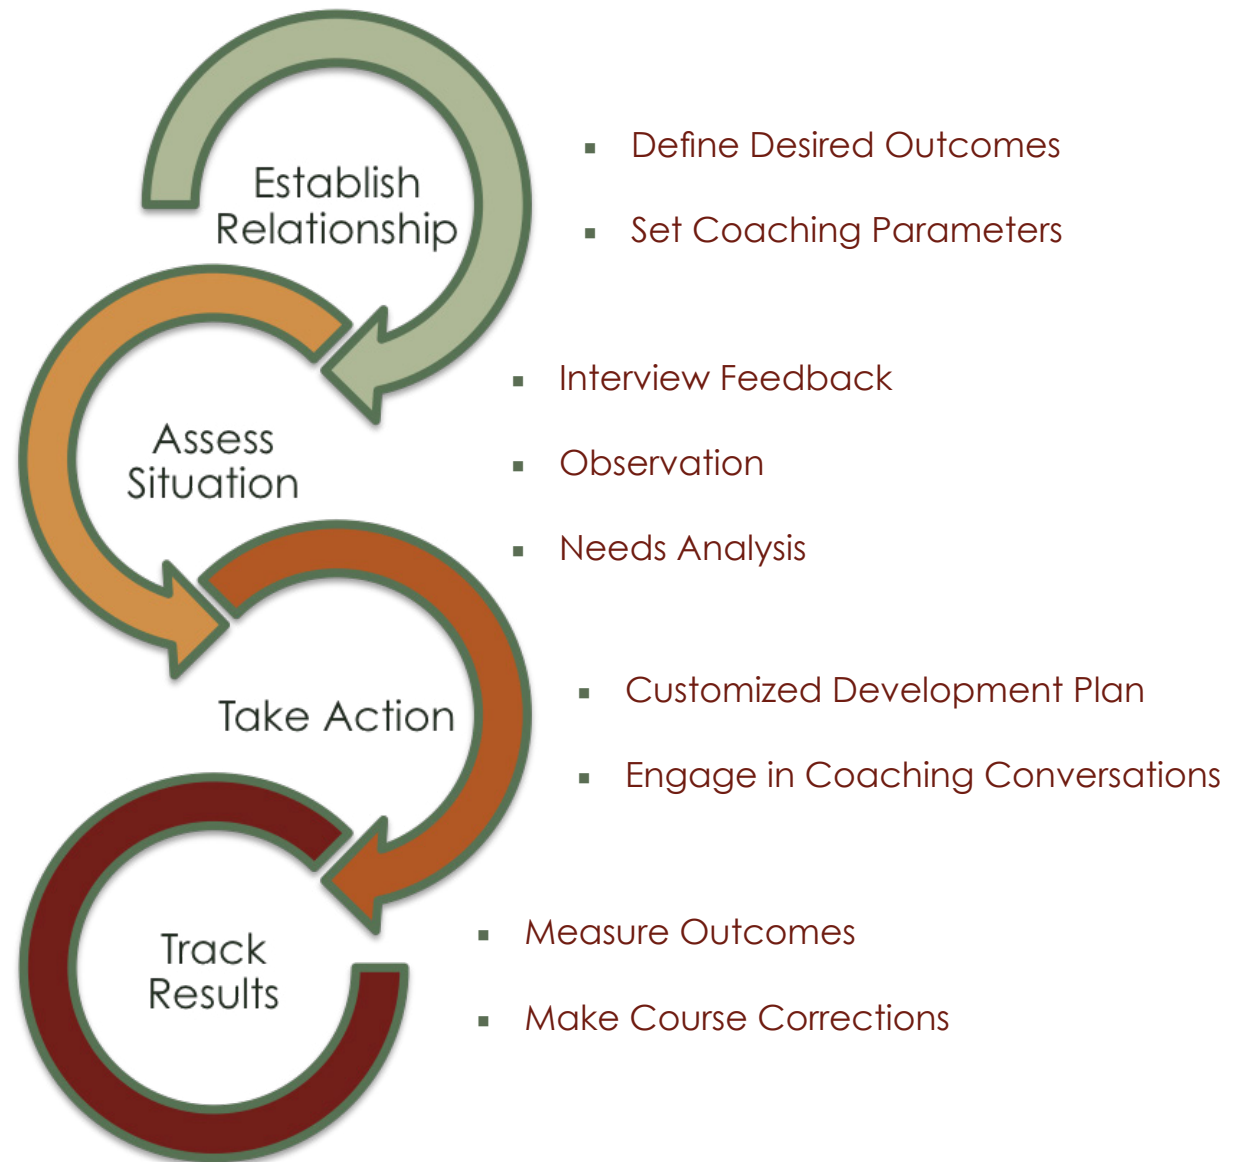 Establish
Relationship
▪ Define Desired Outcomes
▪ Set Coaching Parameters
Assess
Situation
▪ Interview Feedback
▪ Observation
▪ Needs Analysis
Take Action
▪ Customized Development Plan
▪ Engage in Coaching Conversations
Track
Results
▪ Measure Outcomes
▪ Make Course Corrections